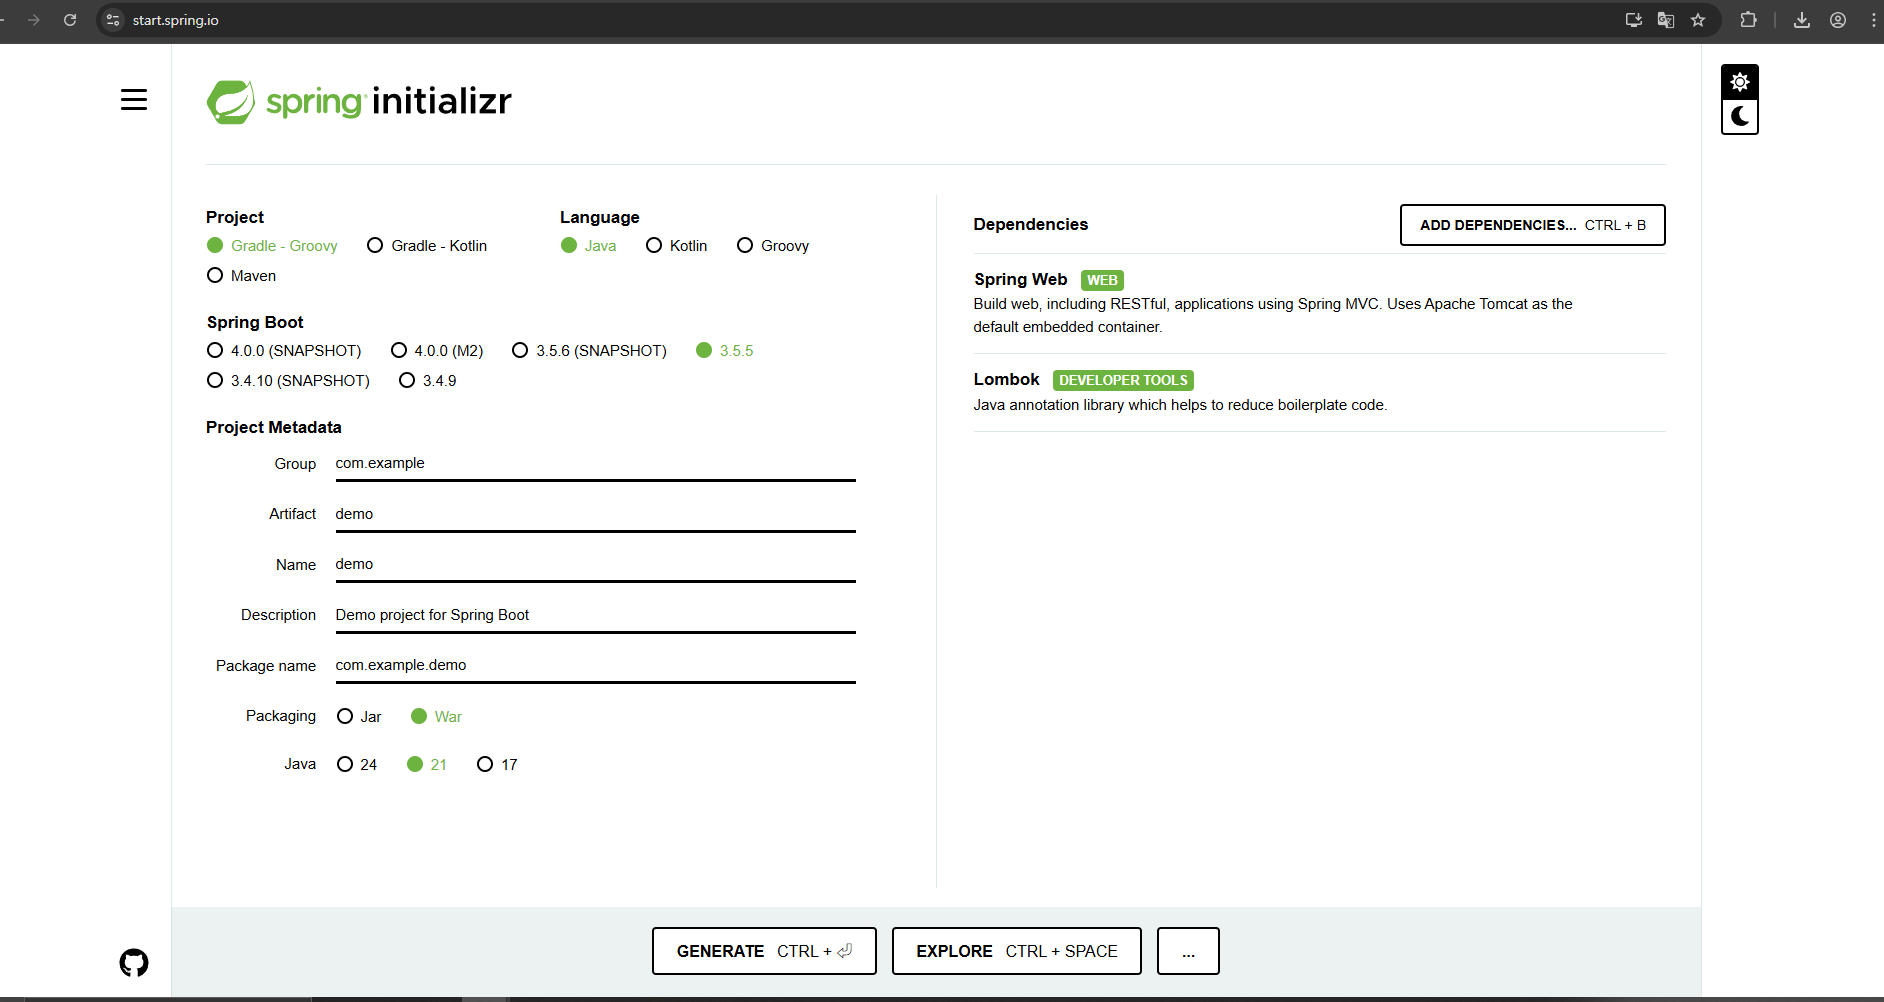 start.spring.io
spring initializr
Project
Gradle - Groovy Gradle - Kotlin
Maven
Language
Java Kotlin Groovy
Spring Boot
4.0.0 (SNAPSHOT) 4.0.0 (M2) 3.5.6 (SNAPSHOT) 3.5.5
3.4.10 (SNAPSHOT) 3.4.9
Project Metadata
Group com.example
Artifact demo
Name demo
Description Demo project for Spring Boot
Package name com.example.demo
Packaging Jar War
Java 24 21 17
Dependencies
ADD DEPENDENCIES... CTRL + B
Spring Web WEB
Build web, including RESTful, applications using Spring MVC. Uses Apache Tomcat as the
default embedded container.
Lombok DEVELOPER TOOLS
Java annotation library which helps to reduce boilerplate code.
GENERATE CTRL + ⏎
EXPLORE CTRL + SPACE
...